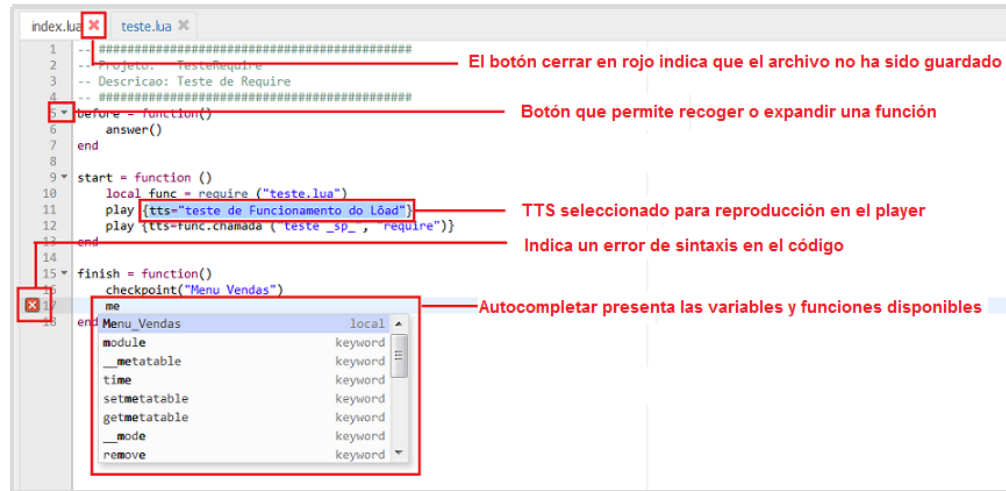 index.lua ✖ teste.lua ✖
1 -- ############################################
2 -- Projeto: TesteRequire
3 -- Descricao: Teste de Require
4 -- ############################################
5 before = function()
6 answer()
7 end
8
9 start = function ()
10 local func = require ("teste.lua")
11 play {tts="teste de Funcionamento do Lôad"}
12 play {tts=func.chamada ("teste _sp_", "require")}
13 end
14
15 finish = function()
16 checkpoint("Menu Vendas")
17 me
18 end
Menu_Vendas local
module keyword
__metatable keyword
time keyword
setmetatable keyword
getmetatable keyword
__mode keyword
remove keyword
El botón cerrar en rojo indica que el archivo no ha sido guardado
Botón que permite recoger o expandir una función
TTS seleccionado para reproducción en el player
Indica un error de sintaxis en el código
Autocompletar presenta las variables y funciones disponibles